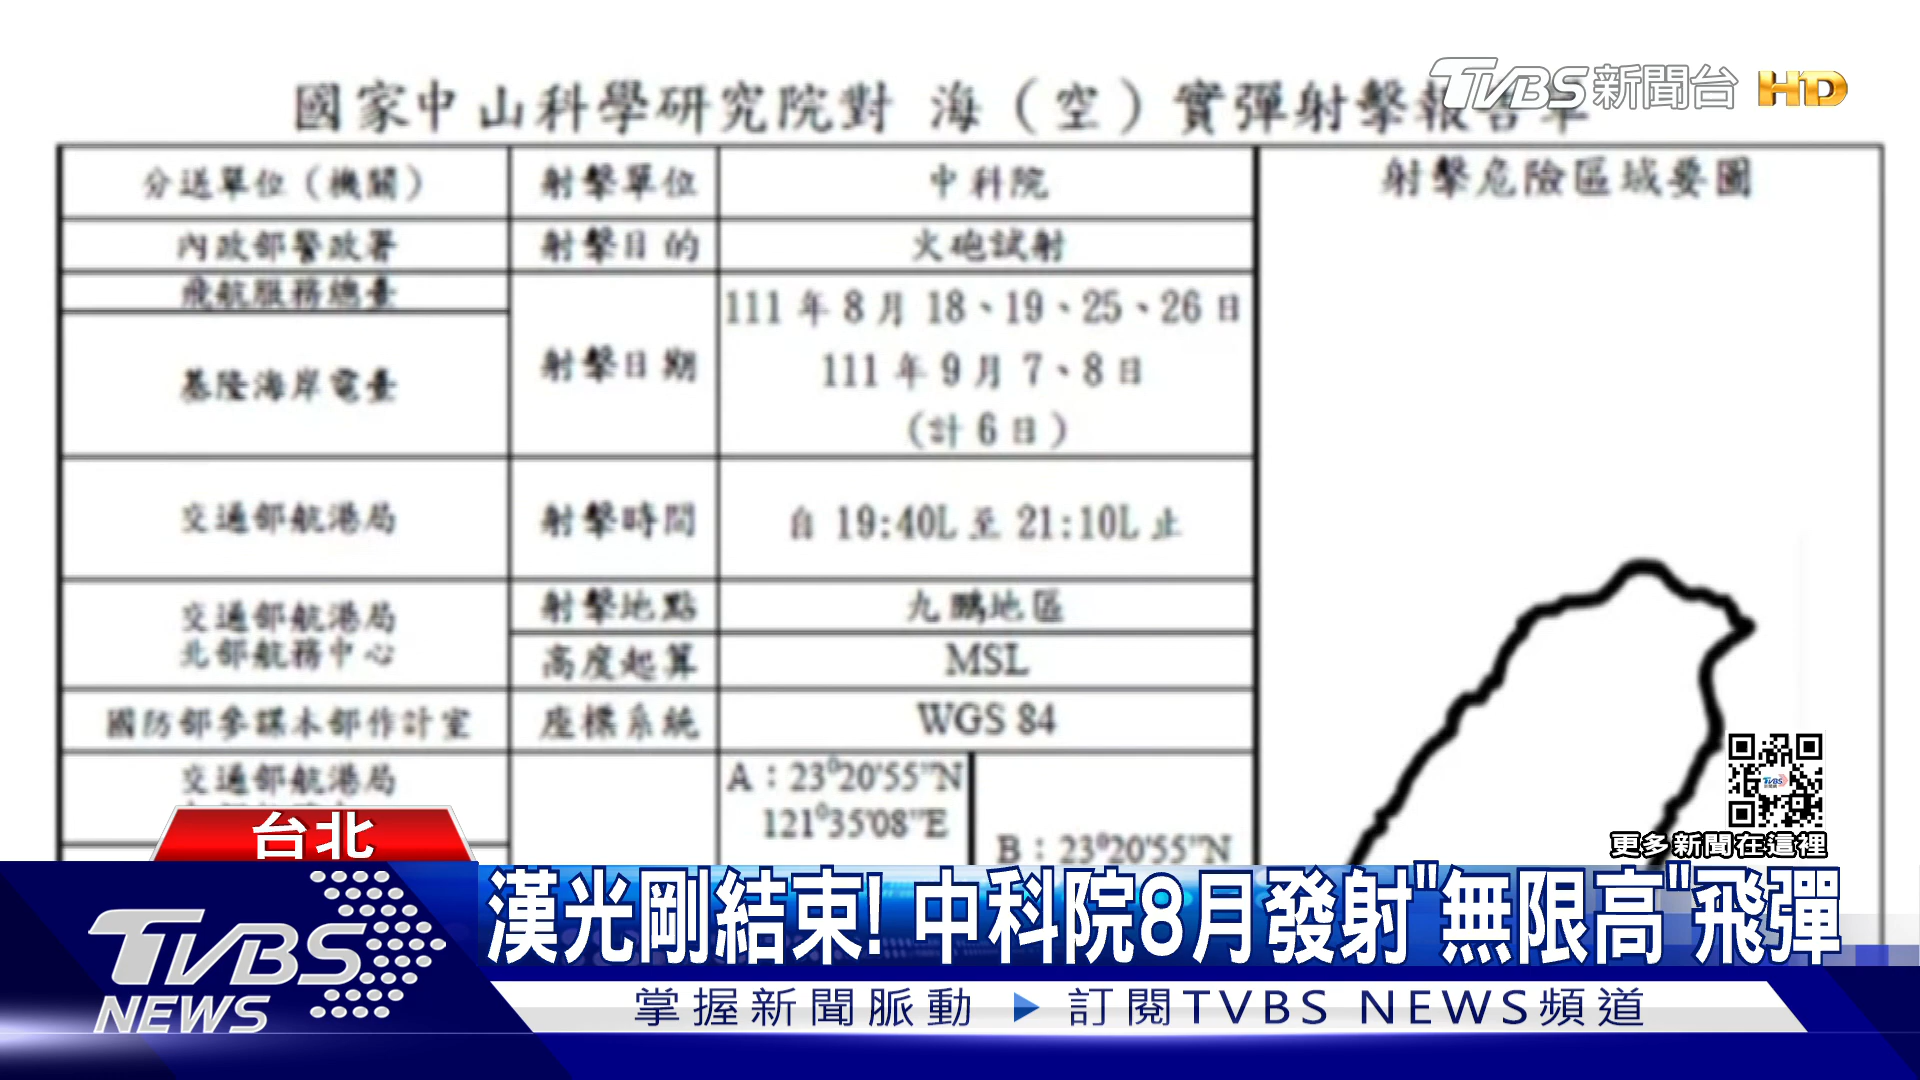 國家中山科學研究院對 海（空）實彈射擊報告單
TVBS新聞台 HD
分送單位（機關） 射擊單位 中科院 射擊危險區域要圖
內政部警政署 射擊目的 火砲試射
飛航服務總臺
基隆海岸電臺 射擊日期
111 年 8 月 18、19、25、26 日
111 年 9 月 7、8 日
（計 6 日）
交通部航港局 射擊時間 自 19:40L 至 21:10L 止
交通部航港局
北部航務中心
射擊地點 九鵬地區
高度起算 MSL
國防部參謀本部作計室 座標系統 WGS 84
交通部航港局
A：23⁰20'55"N
121⁰35'08"E
B：23⁰20'55"N
TVBS
更多新聞在這裡
台北
漢光剛結束! 中科院8月發射"無限高"飛彈
TVBS
NEWS
掌握新聞脈動 ▶ 訂閱TVBS NEWS頻道